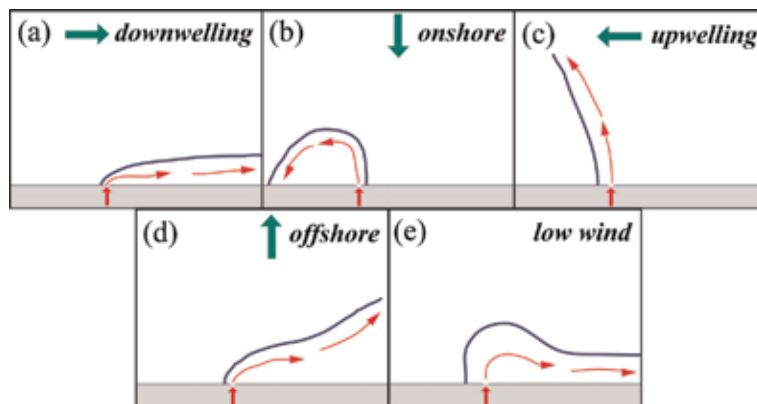 (a) downwelling
(b) onshore
(c) upwelling
(d) offshore
(e) low wind